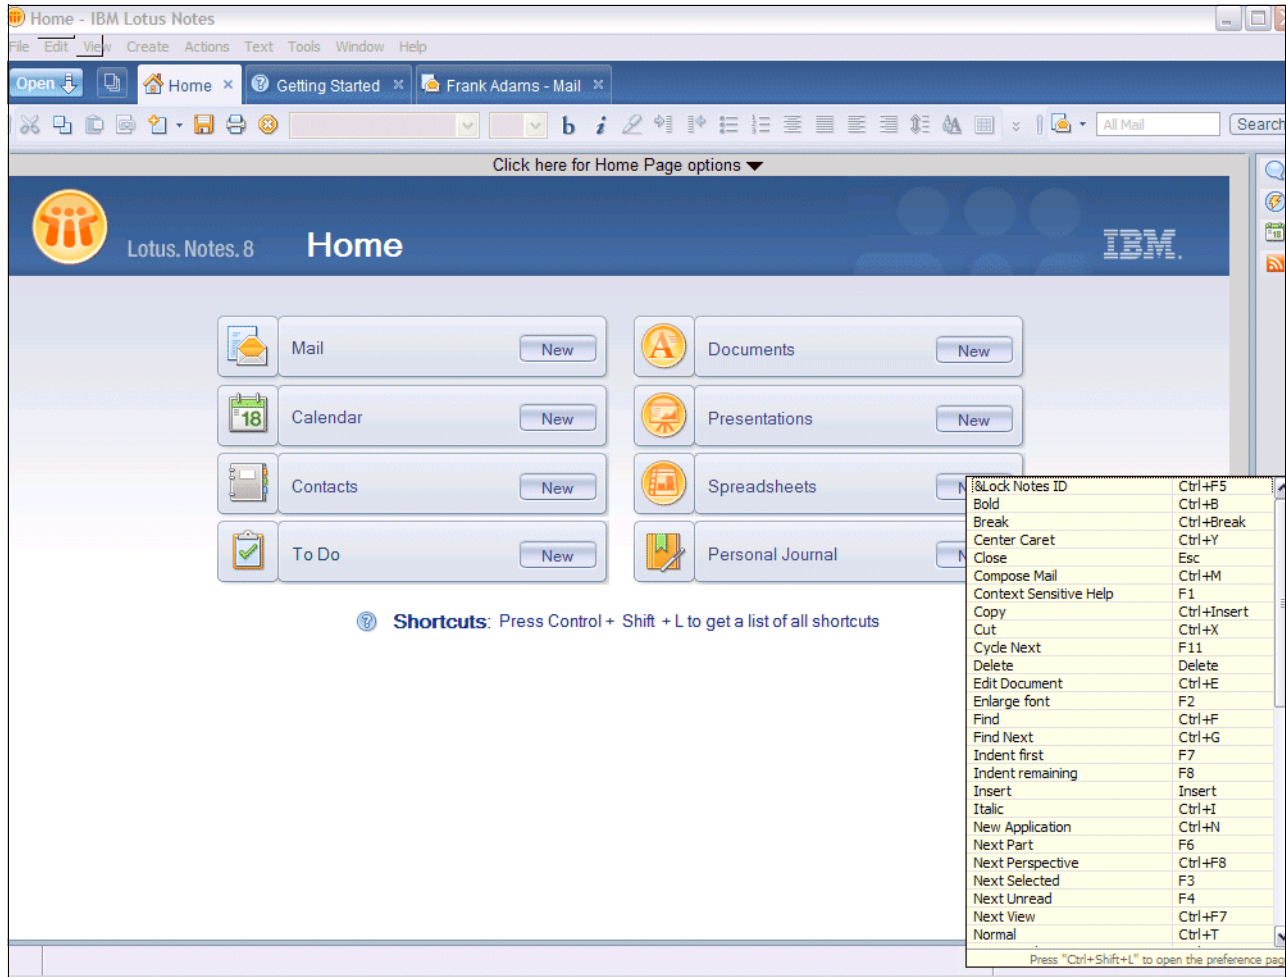 Home - IBM Lotus Notes
File Edit View Create Actions Text Tools Window Help
Open Home Getting Started Frank Adams - Mail
b i All Mail Search
Click here for Home Page options
Lotus. Notes. 8 Home IBM.
18
Mail New Documents New
18 Calendar New Presentations New
Contacts New Spreadsheets
To Do New Personal Journal
Shortcuts: Press Control + Shift + L to get a list of all shortcuts
&Lock Notes ID Ctrl+F5
Bold Ctrl+B
Break Ctrl+Break
Center Caret Ctrl+Y
Close Esc
Compose Mail Ctrl+M
Context Sensitive Help F1
Copy Ctrl+Insert
Cut Ctrl+X
Cycle Next F11
Delete Delete
Edit Document Ctrl+E
Enlarge font F2
Find Ctrl+F
Find Next Ctrl+G
Indent first F7
Indent remaining F8
Insert Insert
Italic Ctrl+I
New Application Ctrl+N
Next Part F6
Next Perspective Ctrl+F8
Next Selected F3
Next Unread F4
Next View Ctrl+F7
Normal Ctrl+T
Press "Ctrl+Shift+L" to open the preference pag